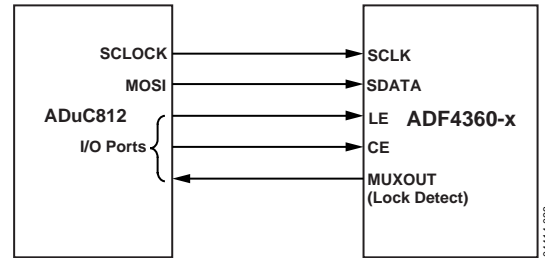 SCLOCK
MOSI
ADuC812
I/O Ports
SCLK
SDATA
LE
ADF4360-x
CE
MUXOUT
(Lock Detect)